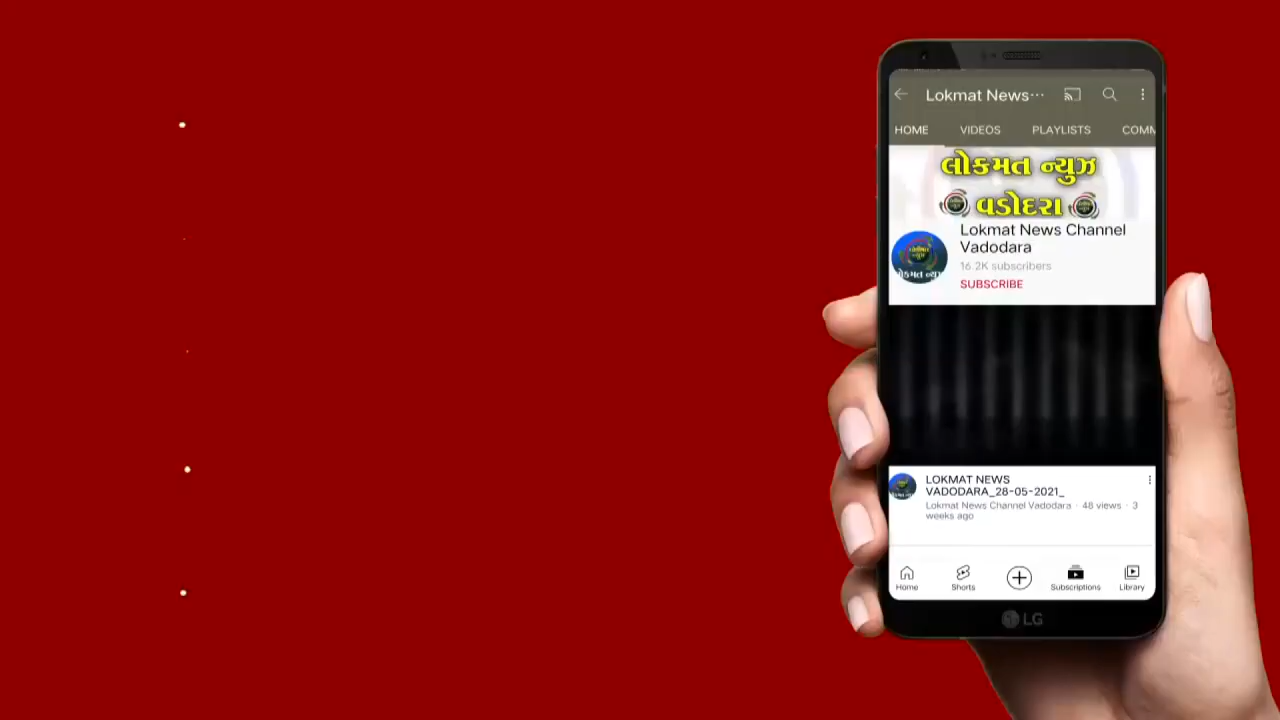 Lokmat News...
HOME VIDEOS PLAYLISTS COMM
લોકમત ન્યુઝ
વડોદરા
Lokmat News Channel
Vadodara
16.2K subscribers
SUBSCRIBE
લોકમત ન્યુઝ
LOKMAT NEWS
VADODARA_28-05-2021_
Lokmat News Channel Vadodara · 48 views · 3
weeks ago
Home Shorts Subscriptions Library
LG